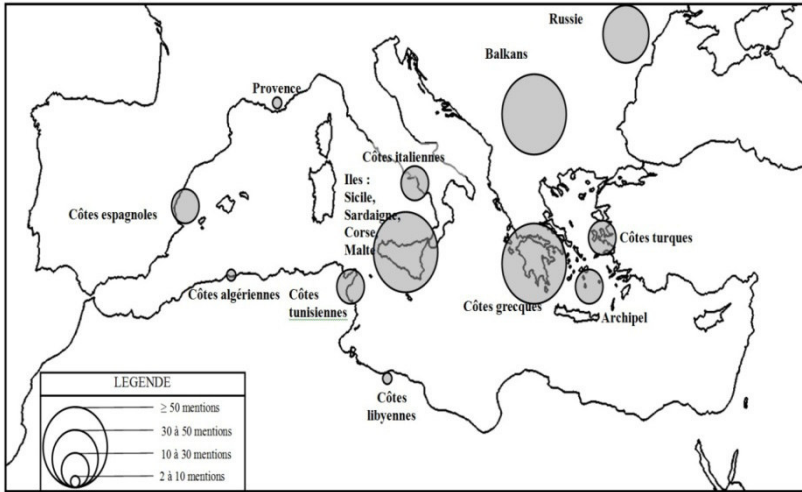 Russie
Balkans
Provence
Côtes italiennes
Iles :
Sicile,
Sardaigne,
Corse
Malte
Côtes espagnoles
Côtes turques
Côtes algériennes
Côtes
tunisiennes
Côtes grecques
Archipel
Côtes
libyennes
LEGENDE
≥ 50 mentions
30 à 50 mentions
10 à 30 mentions
2 à 10 mentions